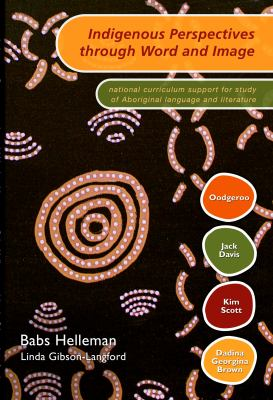 Indigenous Perspectives
through Word and Image
national curriculum support for study
of Aboriginal language and literature
Oodgeroo
Jack
Davis
Kim
Scott
Dadina
Georgina
Brown
Babs Helleman
Linda Gibson-Langford